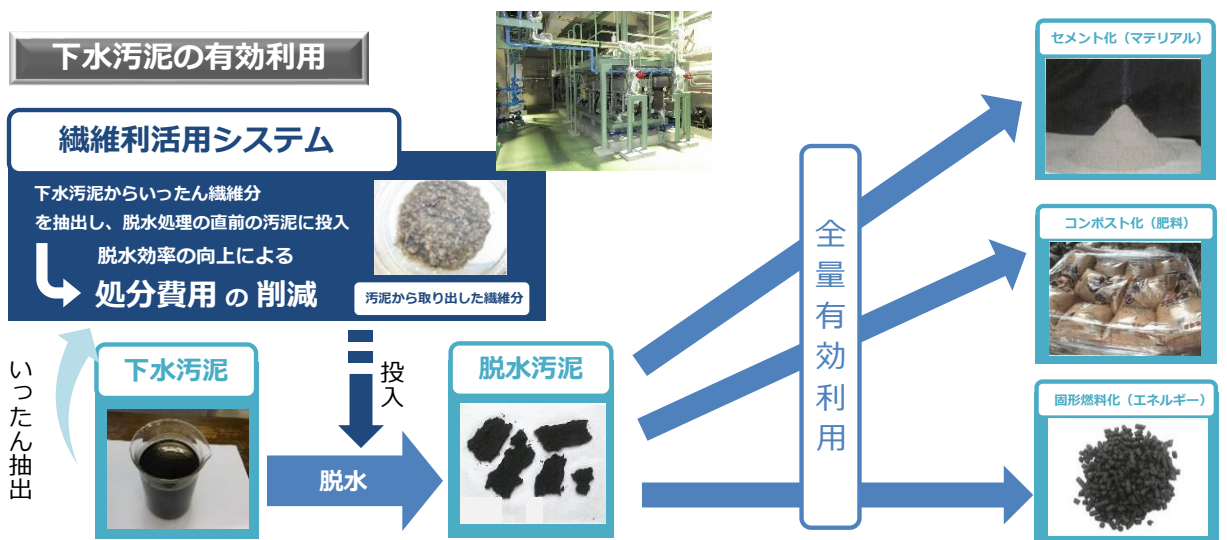 下水汚泥の有効利用
繊維利活用システム
下水汚泥からいったん繊維分
を抽出し、脱水処理の直前の汚泥に投入
脱水効率の向上による
処分費用 の 削減
汚泥から取り出した繊維分
いったん抽出
下水汚泥
投入
脱水
脱水汚泥
全量有効利用
セメント化（マテリアル）
コンポスト化（肥料）
固形燃料化（エネルギー）